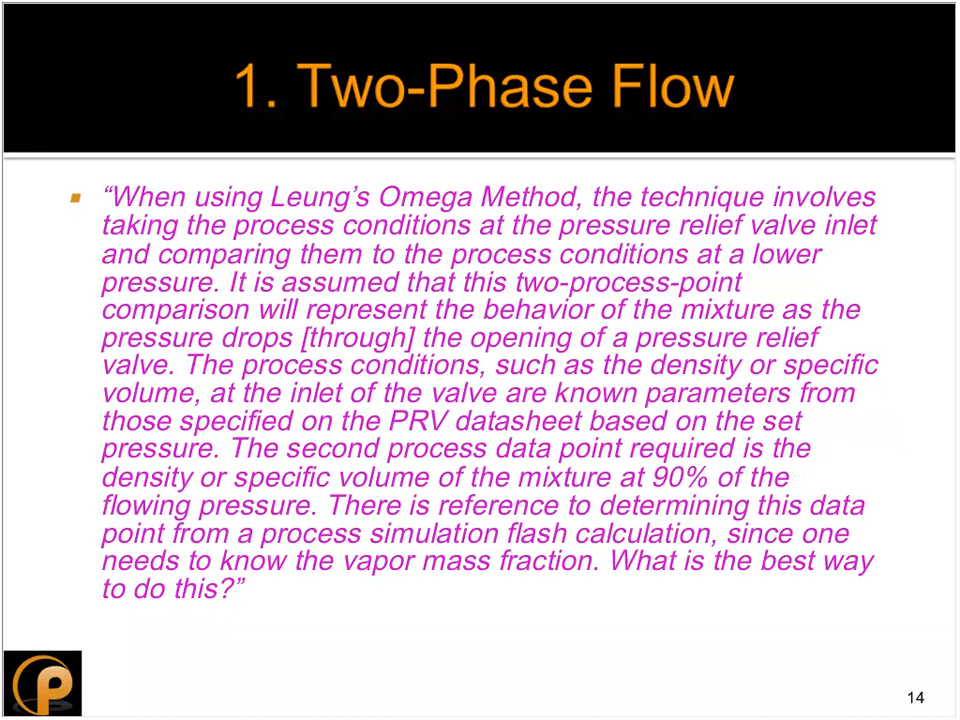 1. Two-Phase Flow
“When using Leung’s Omega Method, the technique involves
taking the process conditions at the pressure relief valve inlet
and comparing them to the process conditions at a lower
pressure. It is assumed that this two-process-point
comparison will represent the behavior of the mixture as the
pressure drops [through] the opening of a pressure relief
valve. The process conditions, such as the density or specific
volume, at the inlet of the valve are known parameters from
those specified on the PRV datasheet based on the set
pressure. The second process data point required is the
density or specific volume of the mixture at 90% of the
flowing pressure. There is reference to determining this data
point from a process simulation flash calculation, since one
needs to know the vapor mass fraction. What is the best way
to do this?”
P
14